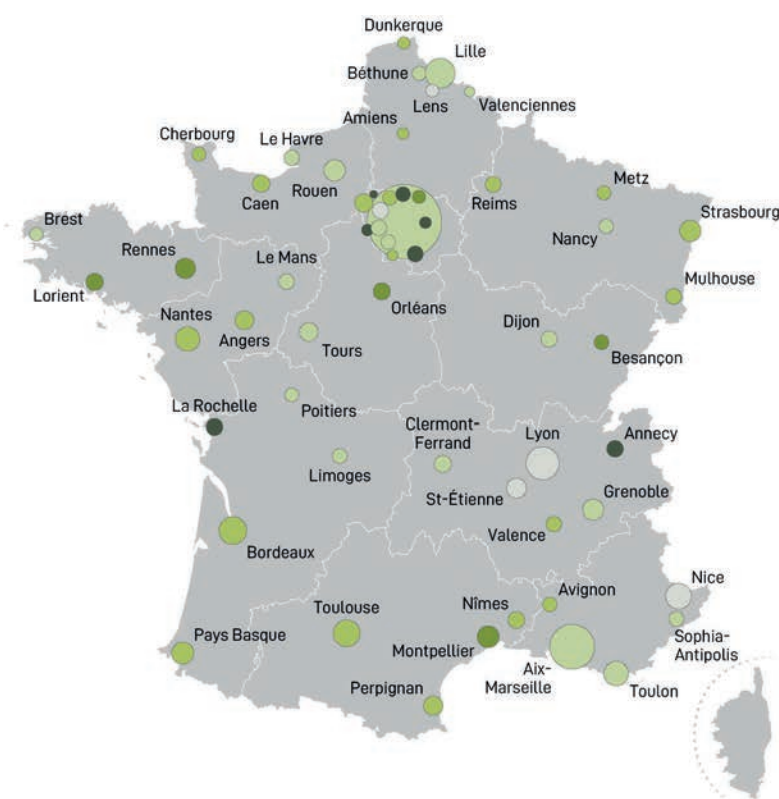 Dunkerque
Lille
Béthune
Lens
Valenciennes
Amiens
Cherbourg
Le Havre
Rouen
Caen
Reims
Metz
Strasbourg
Nancy
Brest
Rennes
Le Mans
Mulhouse
Lorient
Orléans
Nantes
Angers
Dijon
Tours
Besançon
La Rochelle
Poitiers
Clermont-
Ferrand
Lyon
Annecy
Limoges
St-Étienne
Grenoble
Valence
Bordeaux
Nice
Avignon
Nîmes
Toulouse
Pays Basque
Montpellier
Sophia-
Antipolis
Aix-
Marseille
Toulon
Perpignan